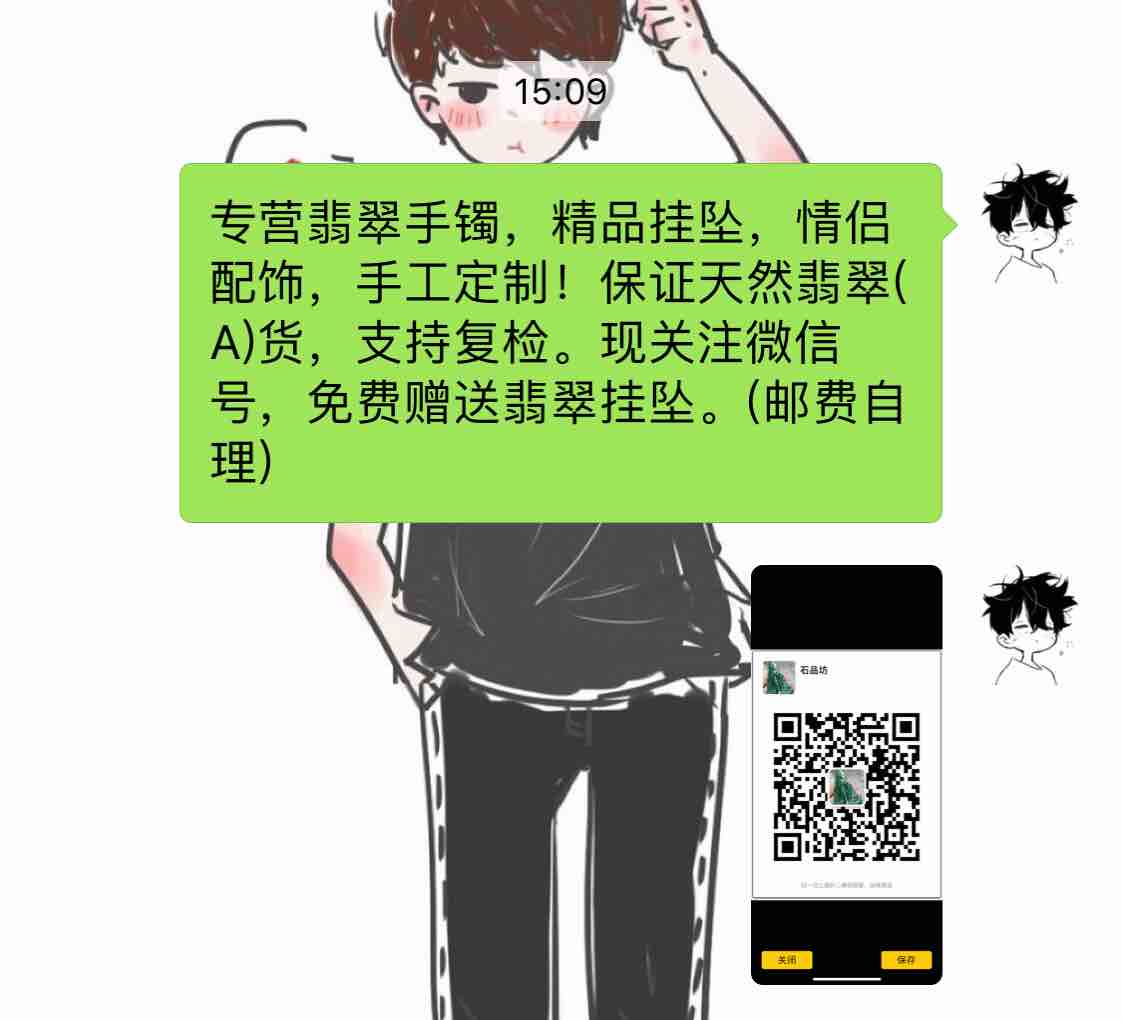 15:09
专营翡翠手镯，精品挂坠，情侣
配饰，手工定制！保证天然翡翠(
A)货，支持复检。现关注微信
号，免费赠送翡翠挂坠。(邮费自
理)
石品坊
关闭
保存